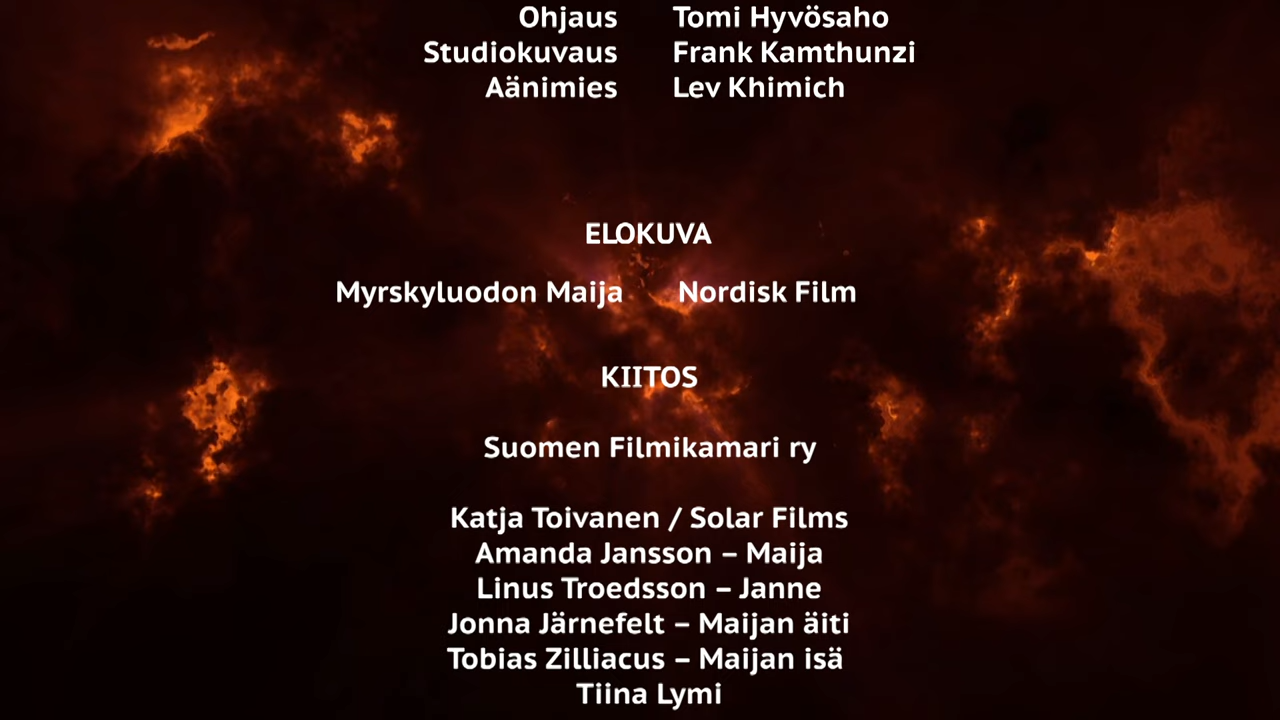 Ohjaus Tomi Hyvösaho
Studiokuvaus Frank Kamthunzi
Aänimies Lev Khimich
ELOKUVA
Myrskyluodon Maija Nordisk Film
KIITOS
Suomen Filmikamari ry
Katja Toivanen / Solar Films
Amanda Jansson – Maija
Linus Troedsson – Janne
Jonna Järnefelt – Maijan äiti
Tobias Zilliacus – Maijan isä
Tiina Lymi